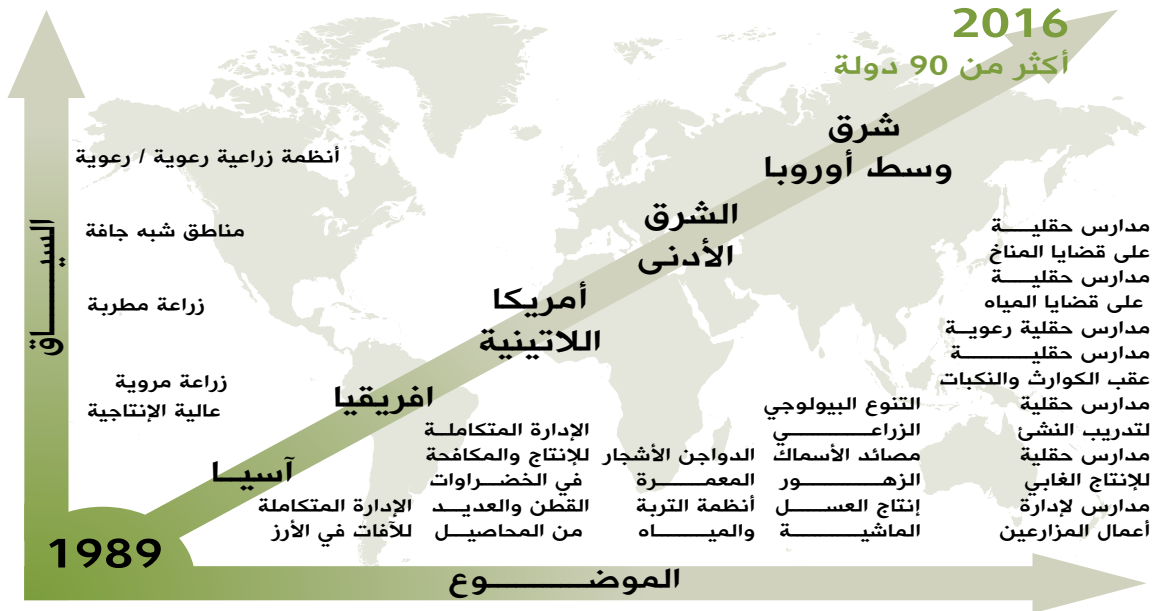 2016
أكثر من 90 دولة
شرق
وسط أوروبا
الشرق
الأدنى
أمريكا
اللاتينية
افريقيا
آسيا
1989
السياق
أنظمة زراعية رعوية / رعوية
مناطق شبه جافة
زراعة مطرية
زراعة مروية
عالية الإنتاجية
الموضوع
الإدارة المتكاملة
للآفات في الأرز
الإدارة المتكاملة
للإنتاج والمكافحة
في الخضراوات
القطن والعديد
من المحاصيل
الدواجن الأشجار
المعمرة
أنظمة التربة
والمياه
التنوع البيولوجي
الزراعي
مصائد الأسماك
الزهور
إنتاج العسل
الماشية
مدارس حقلية
على قضايا المناخ
مدارس حقلية
على قضايا المياه
مدارس حقلية رعوية
مدارس حقلية
عقب الكوارث والنكبات
مدارس حقلية
لتدريب النشئ
مدارس حقلية
للإنتاج الغابي
مدارس لإدارة
أعمال المزارعين